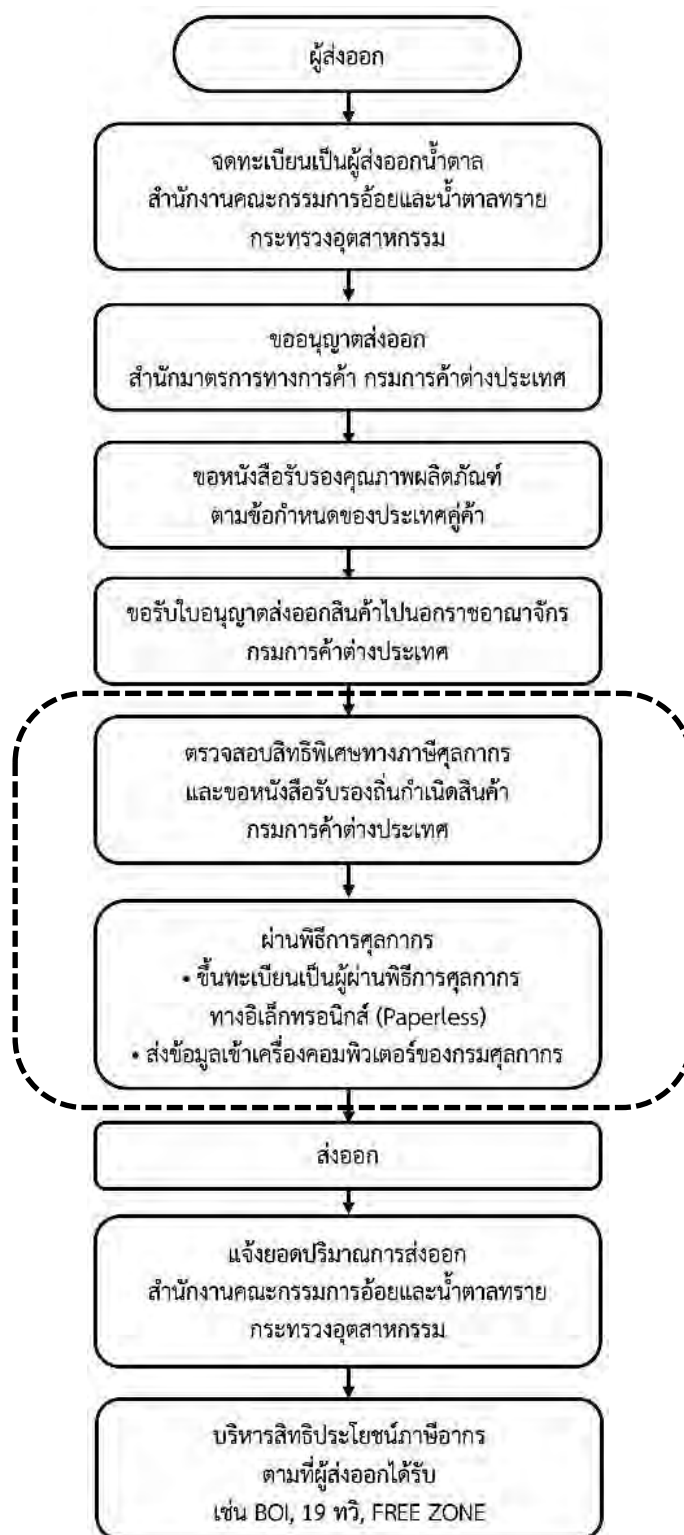 ผู้ส่งออก
จดทะเบียนเป็นผู้ส่งออกน้ำตาล
สำนักงานคณะกรรมการอ้อยและน้ำตาลทราย
กระทรวงอุตสาหกรรม
ขออนุญาตส่งออก
สำนักมาตรการทางการค้า กรมการค้าต่างประเทศ
ขอหนังสือรับรองคุณภาพผลิตภัณฑ์
ตามข้อกำหนดของประเทศคู่ค้า
ขอรับใบอนุญาตส่งออกสินค้าไปนอกราชอาณาจักร
กรมการค้าต่างประเทศ
ตรวจสอบสิทธิพิเศษทางภาษีศุลกากร
และขอหนังสือรับรองถิ่นกำเนิดสินค้า
กรมการค้าต่างประเทศ
ผ่านพิธีการศุลกากร
• ขึ้นทะเบียนเป็นผู้ผ่านพิธีการศุลกากร
ทางอิเล็กทรอนิกส์ (Paperless)
• ส่งข้อมูลเข้าเครื่องคอมพิวเตอร์ของกรมศุลกากร
ส่งออก
แจ้งยอดปริมาณการส่งออก
สำนักงานคณะกรรมการอ้อยและน้ำตาลทราย
กระทรวงอุตสาหกรรม
บริหารสิทธิประโยชน์ภาษีอากร
ตามที่ผู้ส่งออกได้รับ
เช่น BOI, 19 ทวิ, FREE ZONE